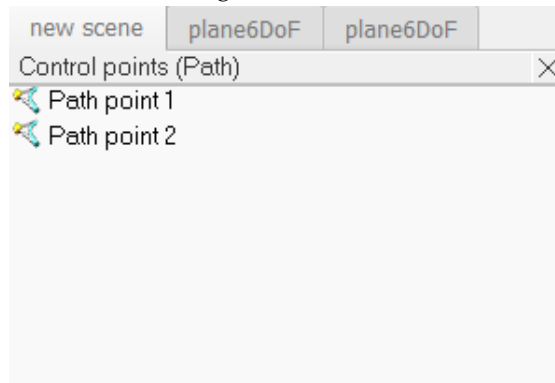 new scene plane6DoF plane6DoF
Control points (Path)
Path point 1
Path point 2